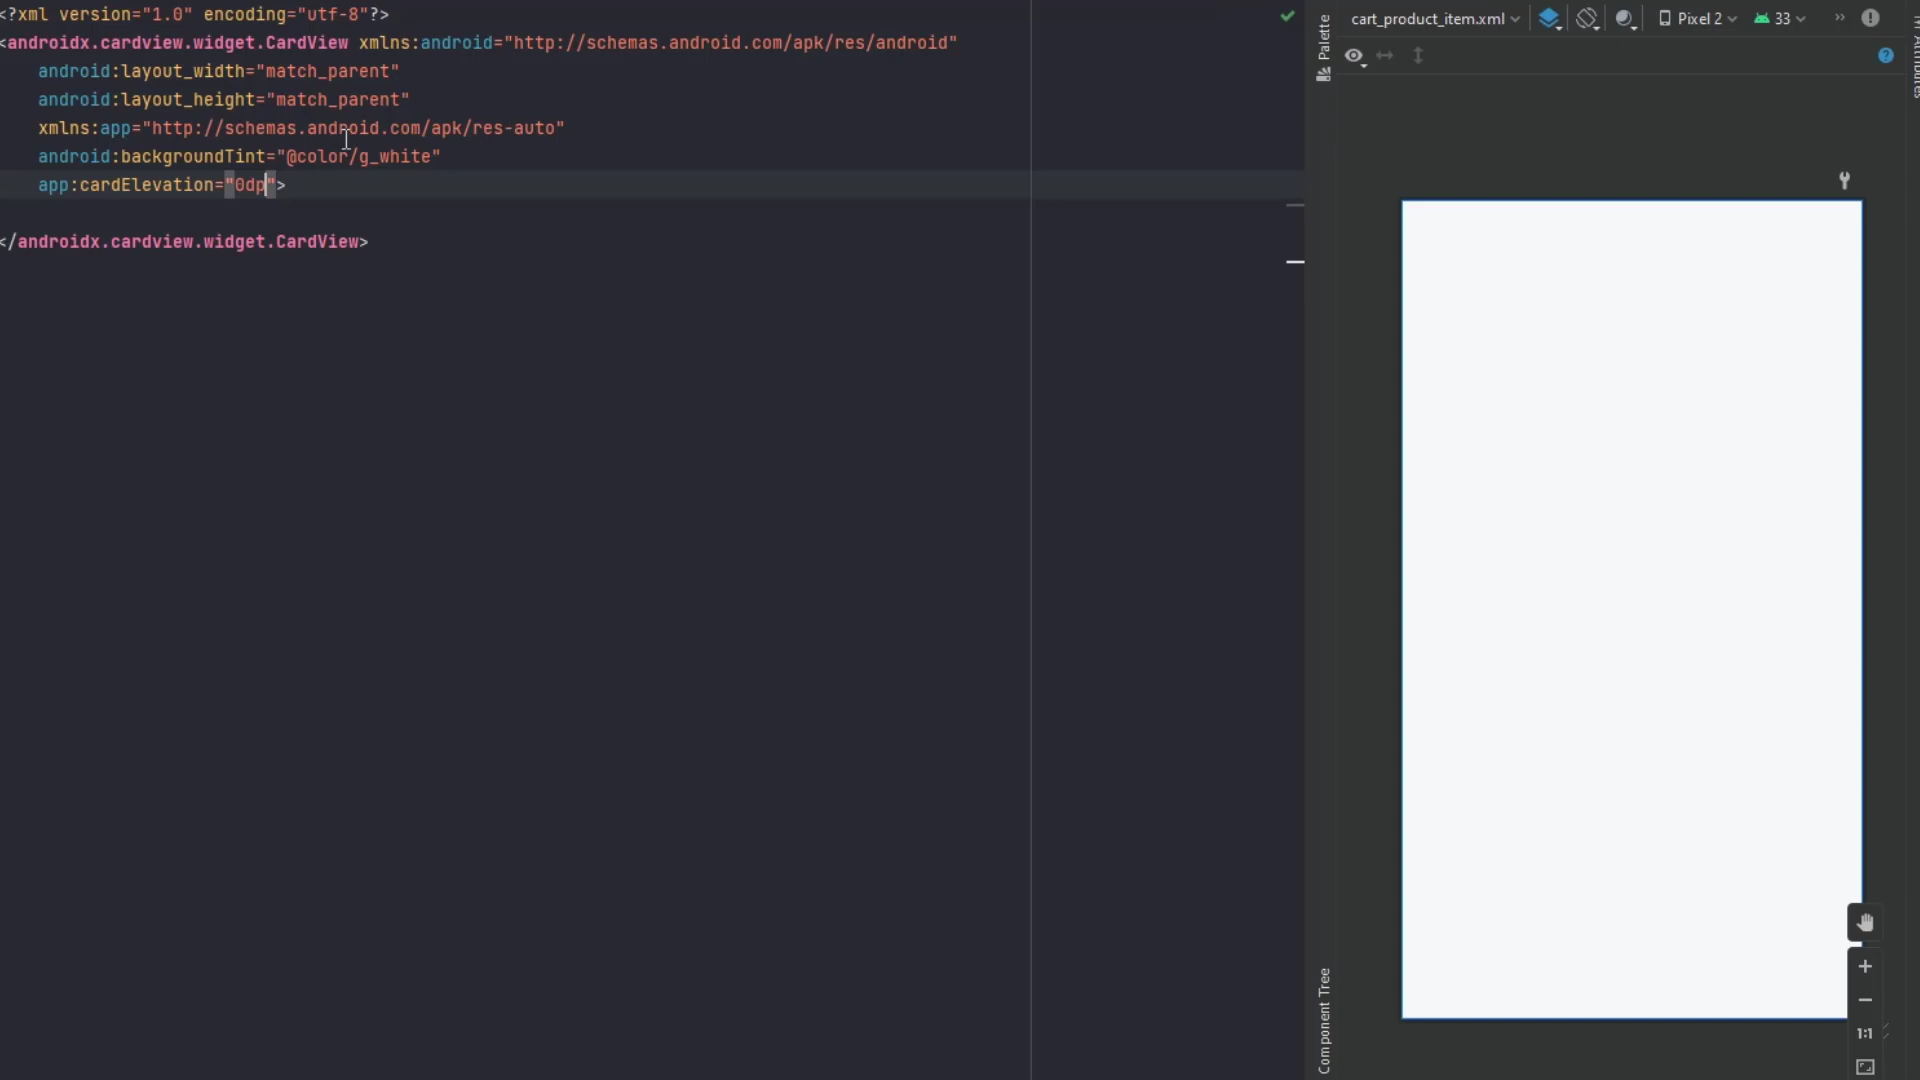 <?xml version="1.0" encoding="utf-8"?>
<androidx.cardview.widget.CardView xmlns:android="http://schemas.android.com/apk/res/android"
android:layout_width="match_parent"
android:layout_height="match_parent"
xmlns:app="http://schemas.android.com/apk/res-auto"
android:backgroundTint="@color/g_white"
app:cardElevation="0dp">
</androidx.cardview.widget.CardView>
Palette
cart_product_item.xml
Pixel 2
33
Attributes
Component Tree
1:1